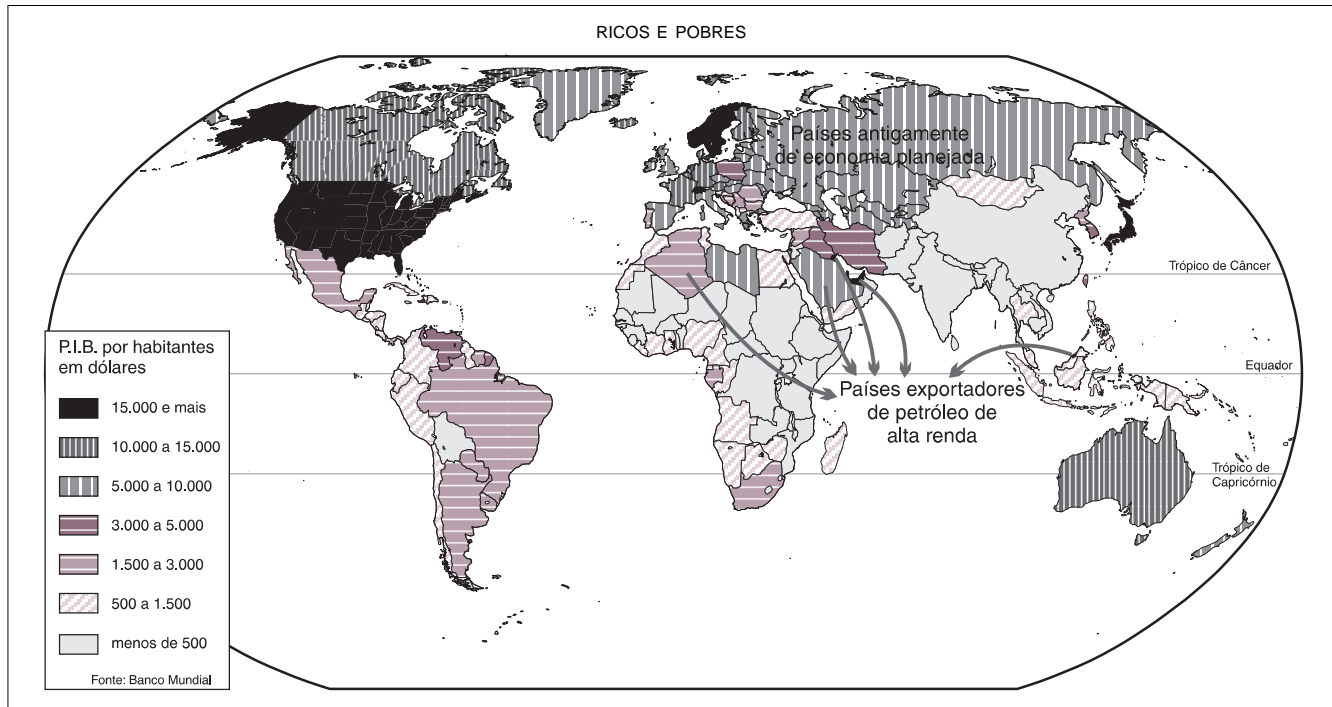 RICOS E POBRES
Países antigamente
de economia planejada
Trópico de Câncer
Equador
Países exportadores
de petróleo de
alta renda
Trópico de
Capricórnio
P.I.B. por habitantes
em dólares
15.000 e mais
10.000 a 15.000
5.000 a 10.000
3.000 a 5.000
1.500 a 3.000
500 a 1.500
menos de 500
Fonte: Banco Mundial